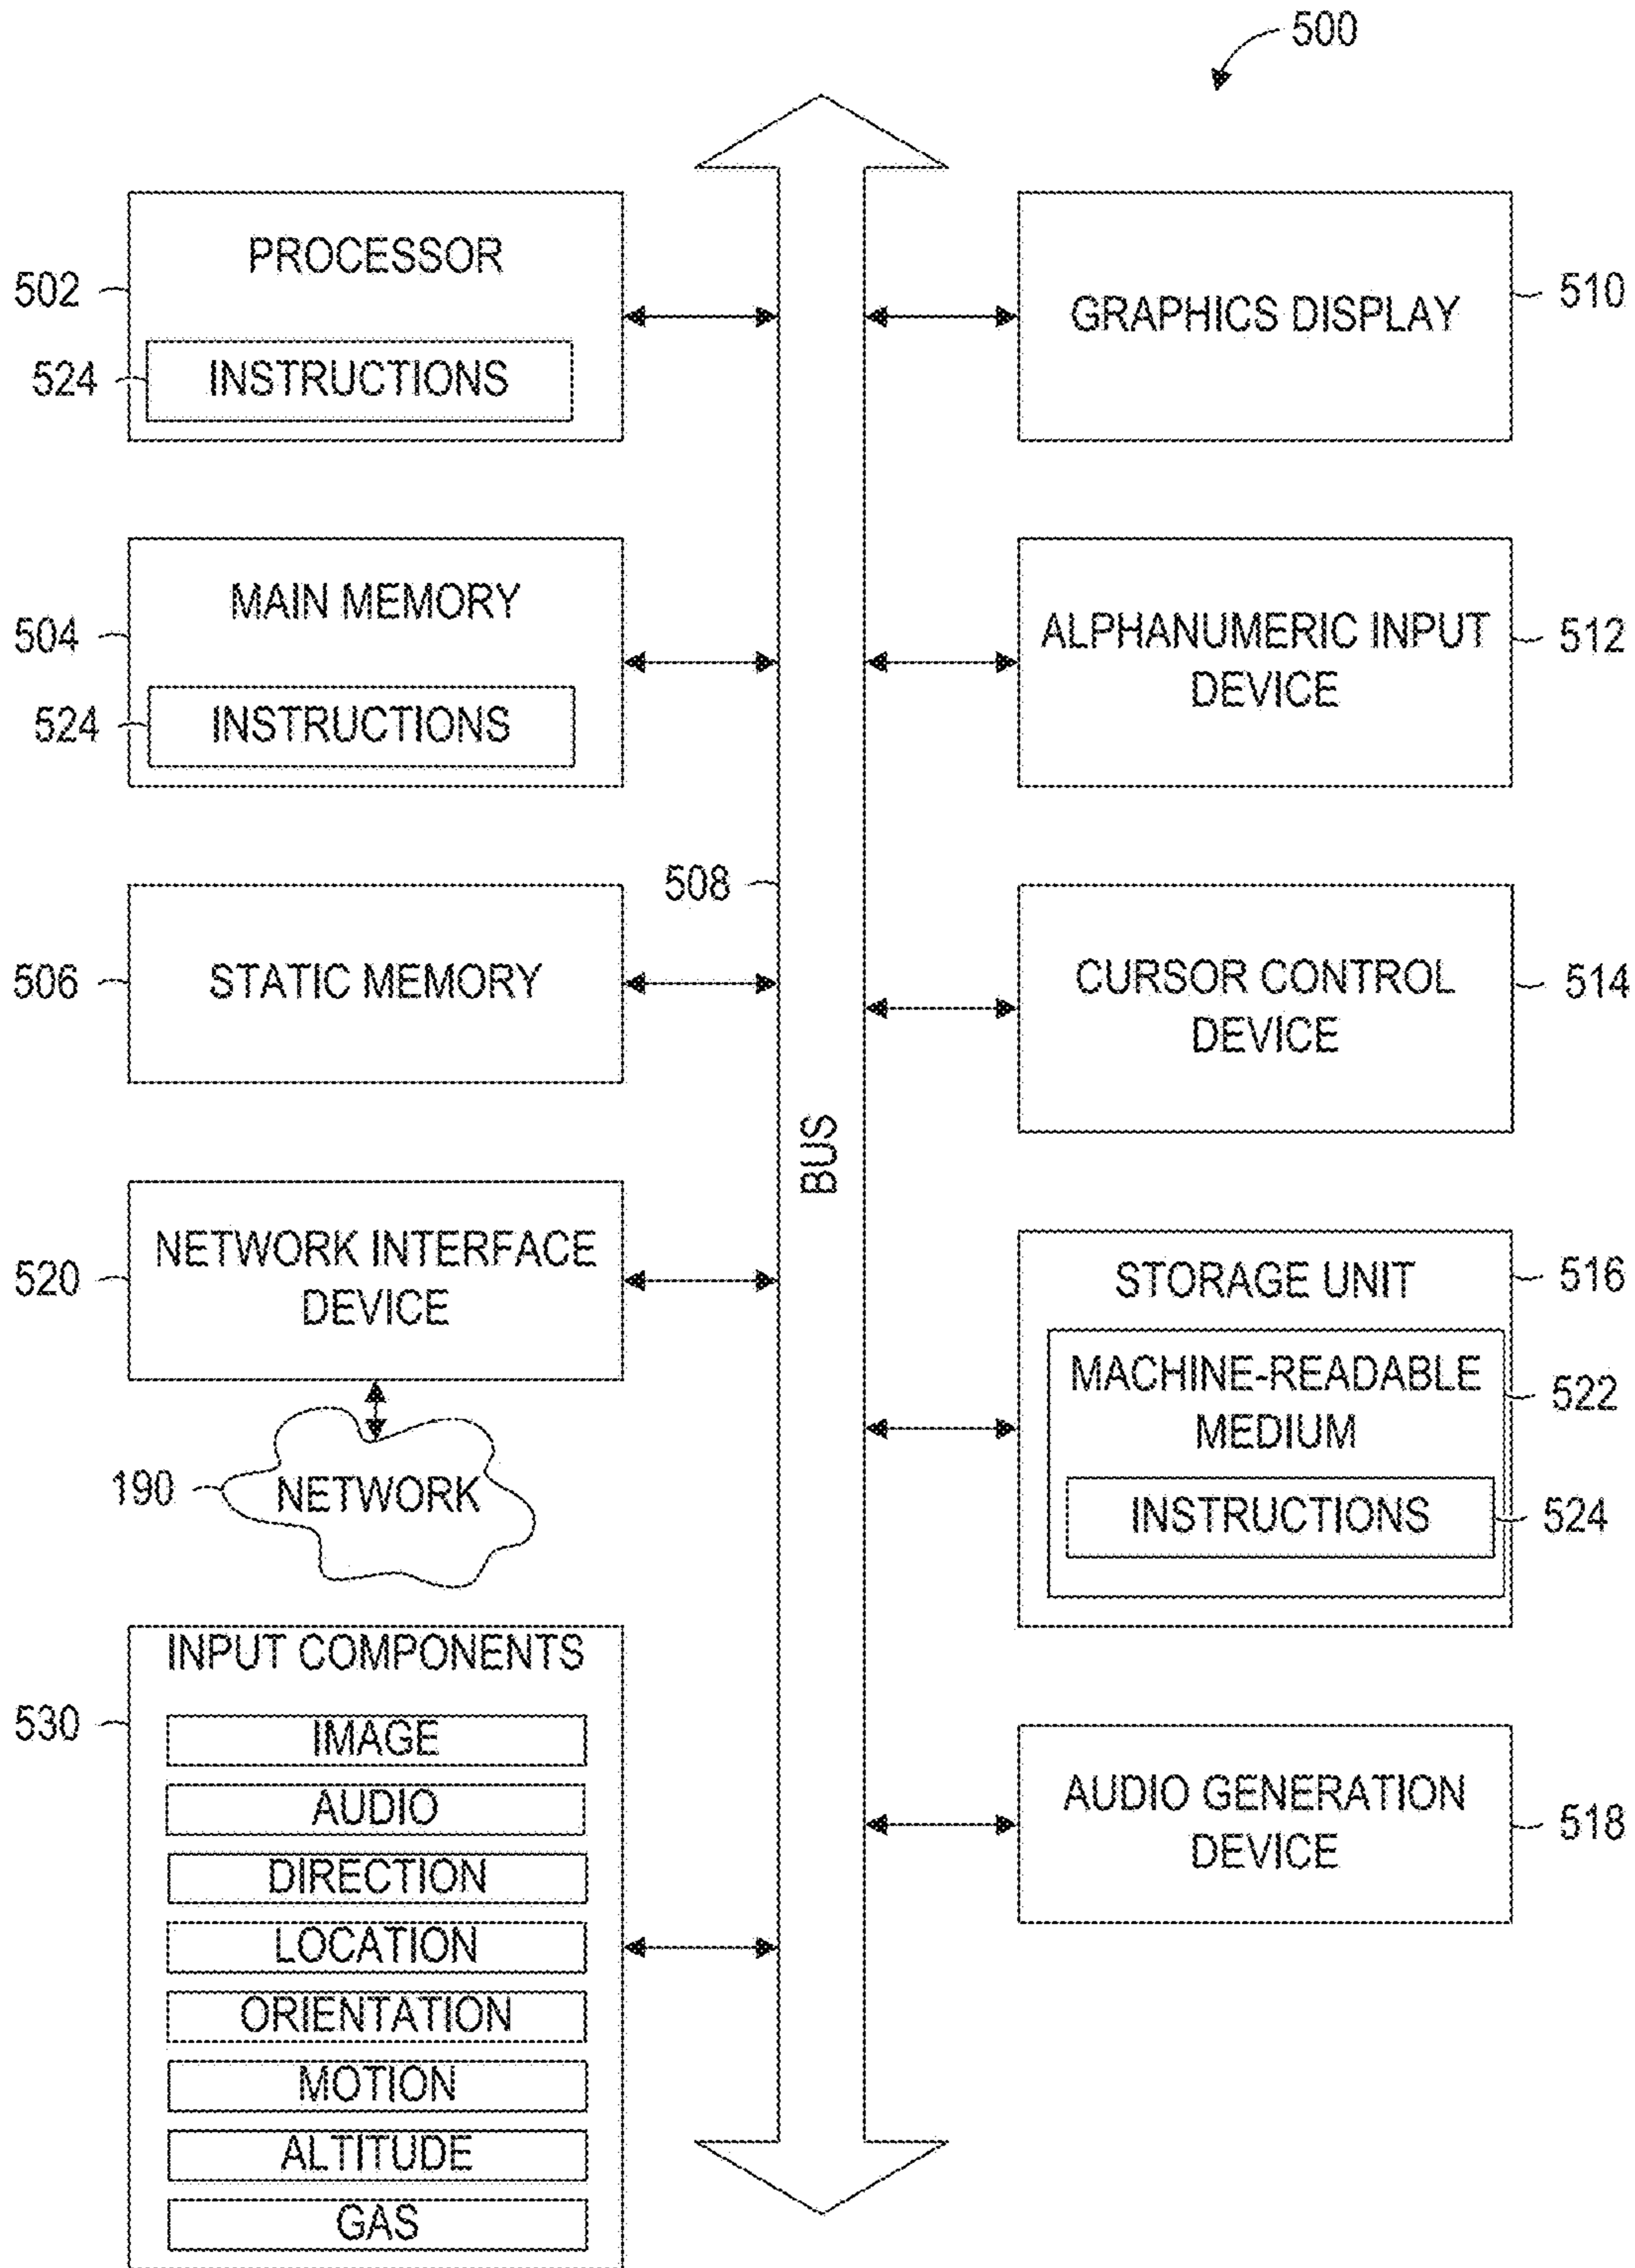 500
PROCESSOR
502
524
INSTRUCTIONS
MAIN MEMORY
504
524
INSTRUCTIONS
508
506
STATIC MEMORY
520
NETWORK INTERFACE
DEVICE
190
NETWORK
INPUT COMPONENTS
530
IMAGE
AUDIO
DIRECTION
LOCATION
ORIENTATION
MOTION
ALTITUDE
GAS
BUS
GRAPHICS DISPLAY
510
ALPHANUMERIC INPUT
DEVICE
512
CURSOR CONTROL
DEVICE
514
STORAGE UNIT
516
MACHINE-READABLE
MEDIUM
522
INSTRUCTIONS
524
AUDIO GENERATION
DEVICE
518